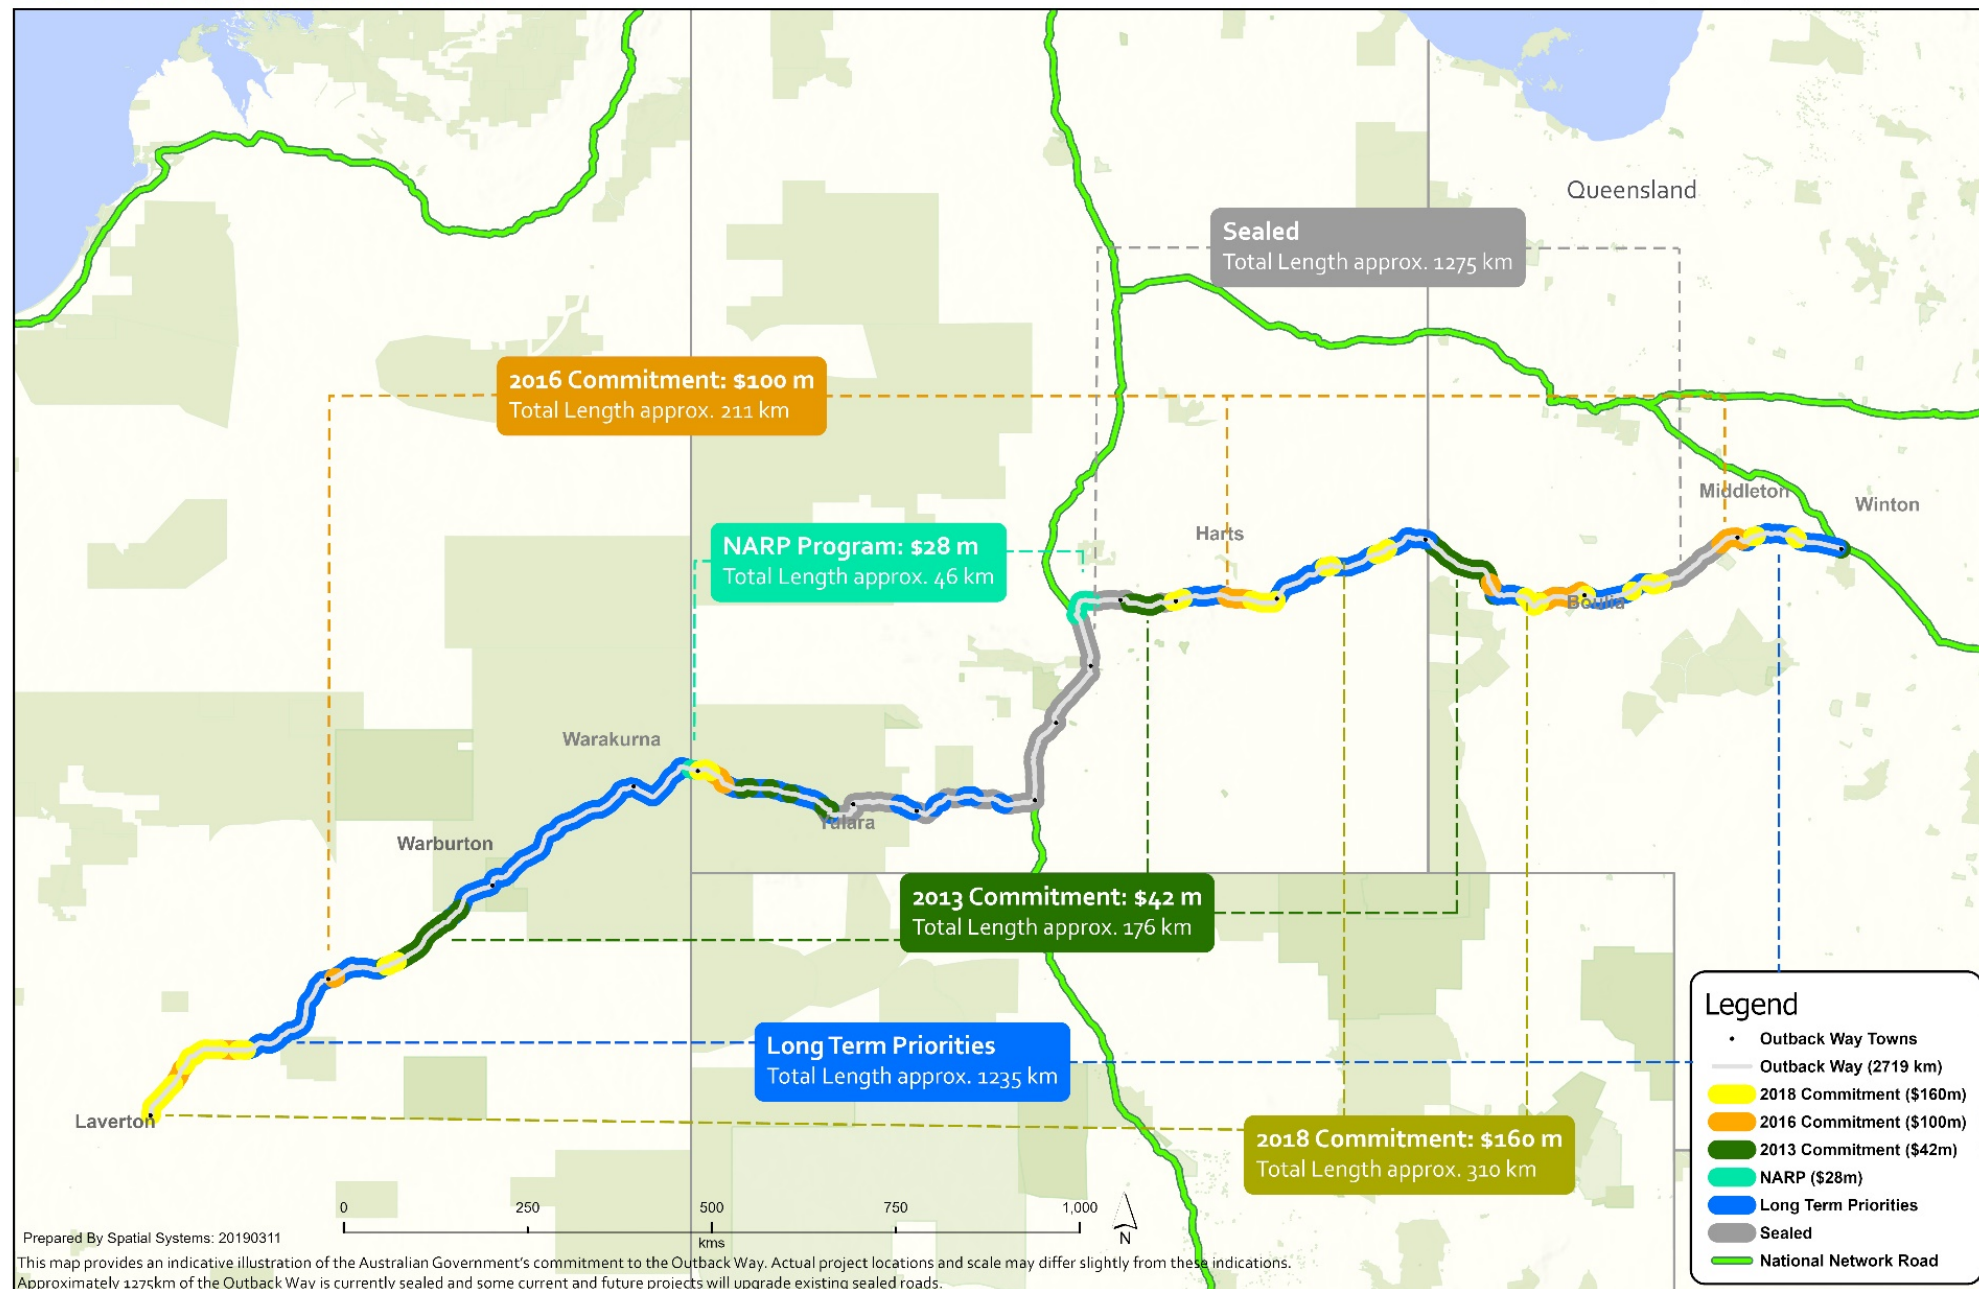 Queensland
Sealed
Total Length approx. 1275 km
2016 Commitment: $100 m
Total Length approx. 211 km
Middleton
Winton
NARP Program: $28 m
Total Length approx. 46 km
Harts
Boulia
Warakurna
Yulara
Warburton
2013 Commitment: $42 m
Total Length approx. 176 km
Long Term Priorities
Total Length approx. 1235 km
Laverton
2018 Commitment: $160 m
Total Length approx. 310 km
Legend
Outback Way Towns
Outback Way (2719 km)
2018 Commitment ($160m)
2016 Commitment ($100m)
2013 Commitment ($42m)
NARP ($28m)
Long Term Priorities
Sealed
National Network Road
0 250 500 750 1,000
kms
N
Prepared By Spatial Systems: 20190311
This map provides an indicative illustration of the Australian Government's commitment to the Outback Way. Actual project locations and scale may differ slightly from these indications.
Approximately 1275km of the Outback Way is currently sealed and some current and future projects will upgrade existing sealed roads.